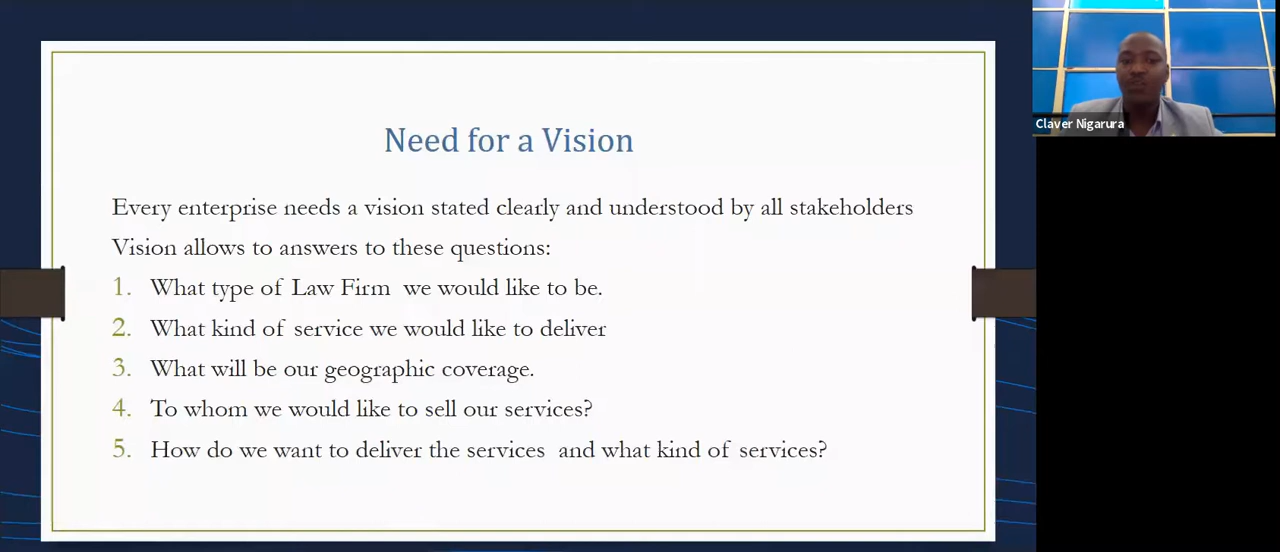 Need for a Vision
Every enterprise needs a vision stated clearly and understood by all stakeholders
Vision allows to answers to these questions:
1. What type of Law Firm we would like to be.
2. What kind of service we would like to deliver
3. What will be our geographic coverage.
4. To whom we would like to sell our services?
5. How do we want to deliver the services and what kind of services?
Claver Nigarura